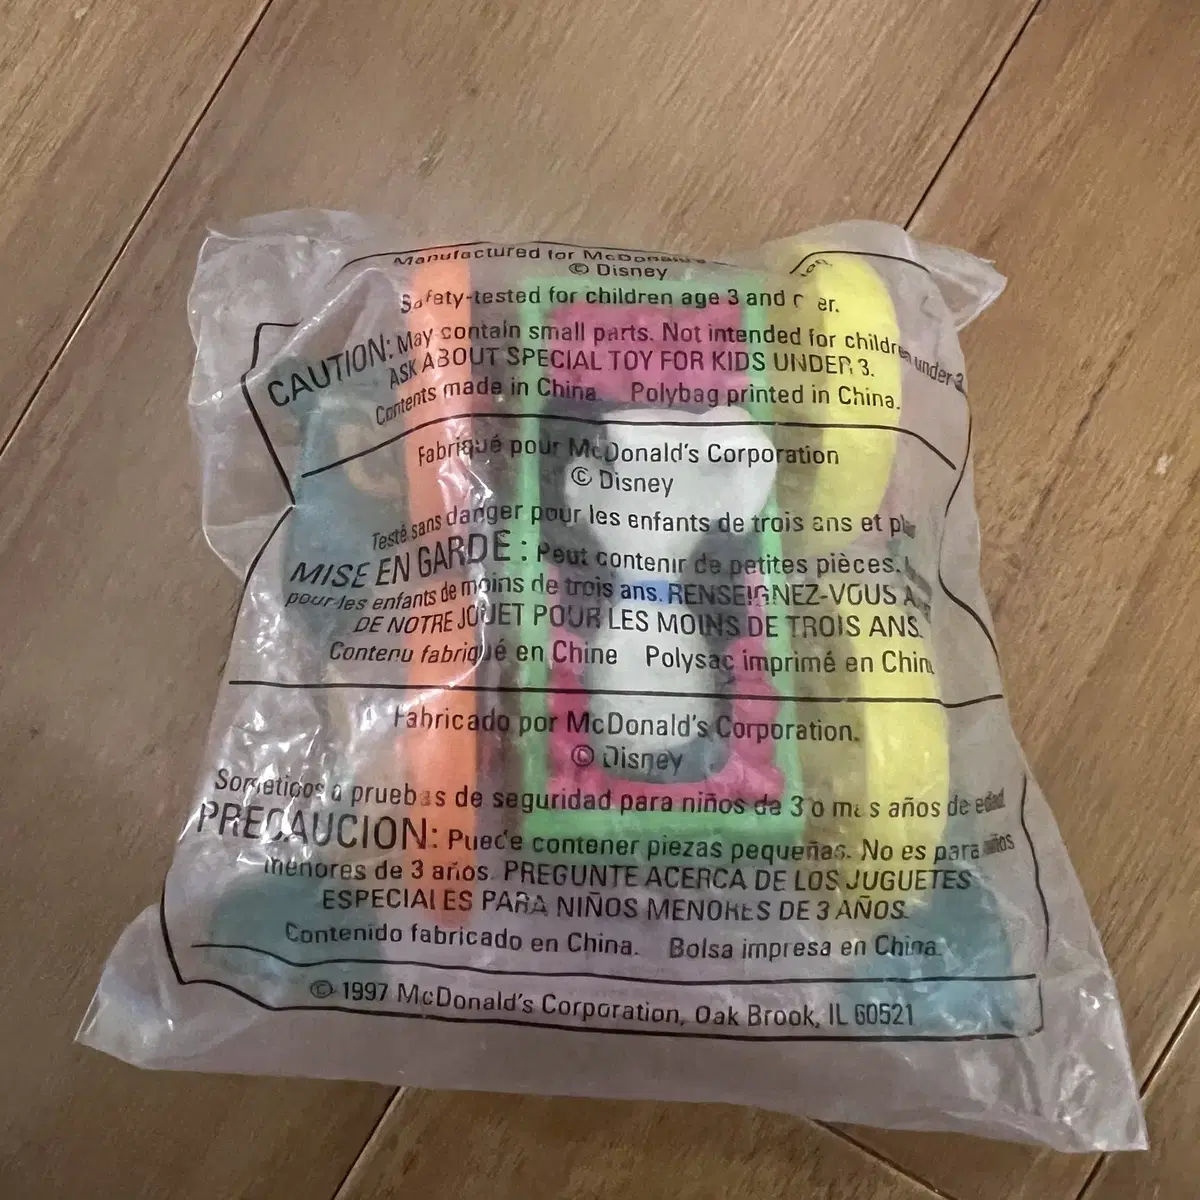 Manufactured for McDonald's
© Disney
Safety-tested for children age 3 and over.
CAUTION: May contain small parts. Not intended for children under 3.
ASK ABOUT SPECIAL TOY FOR KIDS UNDER 3.
Contents made in China. Polybag printed in China.
Fabriqué pour McDonald's Corporation
© Disney
Testé sans danger pour les enfants de trois ans et plus
MISE EN GARDE : Peut contenir de petites pièces.
pour les enfants de moins de trois ans. RENSEIGNEZ-VOUS
DE NOTRE JOUET POUR LES MOINS DE TROIS ANS.
Contenu fabriqué en Chine Polysac imprimé en Chine
Fabricado por McDonald's Corporation.
© Disney
Sometidos a pruebas de seguridad para niños de 3 o más años de edad
PRECAUCION: Puede contener piezas pequeñas. No es para niños
menores de 3 años. PREGUNTE ACERCA DE LOS JUGUETES
ESPECIALES PARA NIÑOS MENORES DE 3 AÑOS.
Contenido fabricado en China. Bolsa impresa en China.
© 1997 McDonald's Corporation, Oak Brook, IL 60521